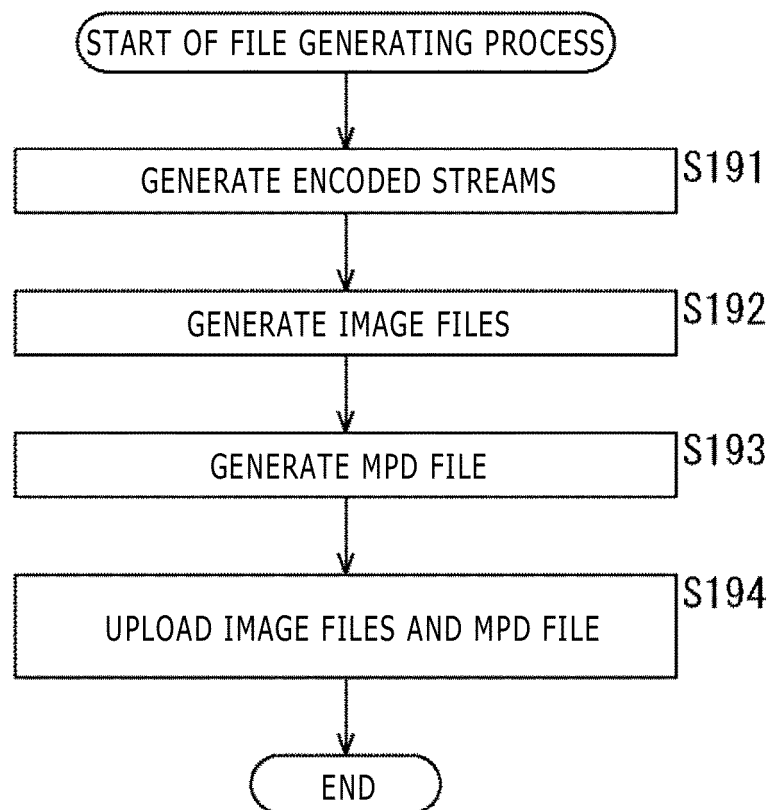 START OF FILE GENERATING PROCESS
GENERATE ENCODED STREAMS
S191
GENERATE IMAGE FILES
S192
GENERATE MPD FILE
S193
UPLOAD IMAGE FILES AND MPD FILE
S194
END